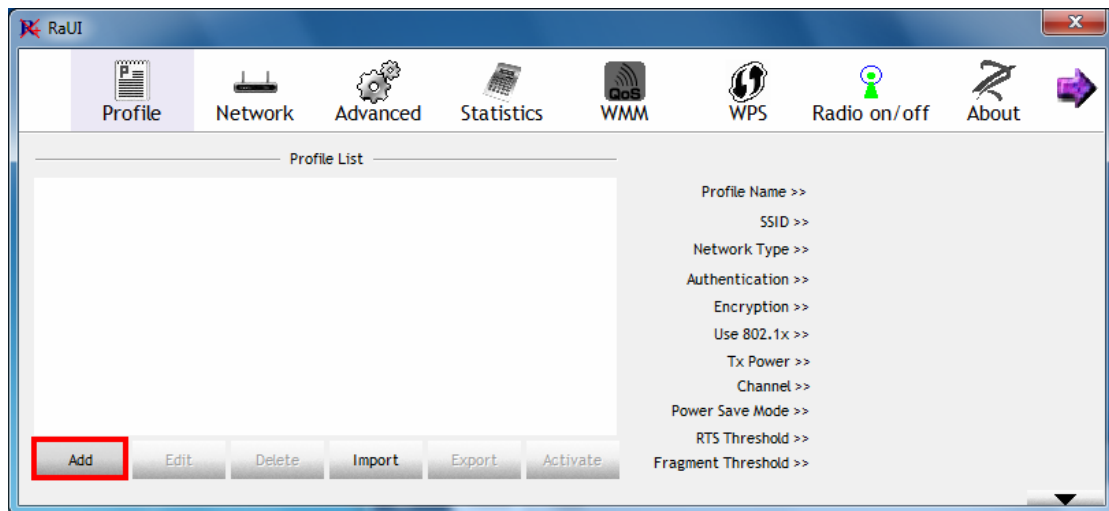 RaUI
Profile Network Advanced Statistics QoS WMM WPS Radio on/off About
Profile List
Profile Name >>
SSID >>
Network Type >>
Authentication >>
Encryption >>
Use 802.1x >>
Tx Power >>
Channel >>
Power Save Mode >>
RTS Threshold >>
Fragment Threshold >>
Add Edit Delete Import Export Activate